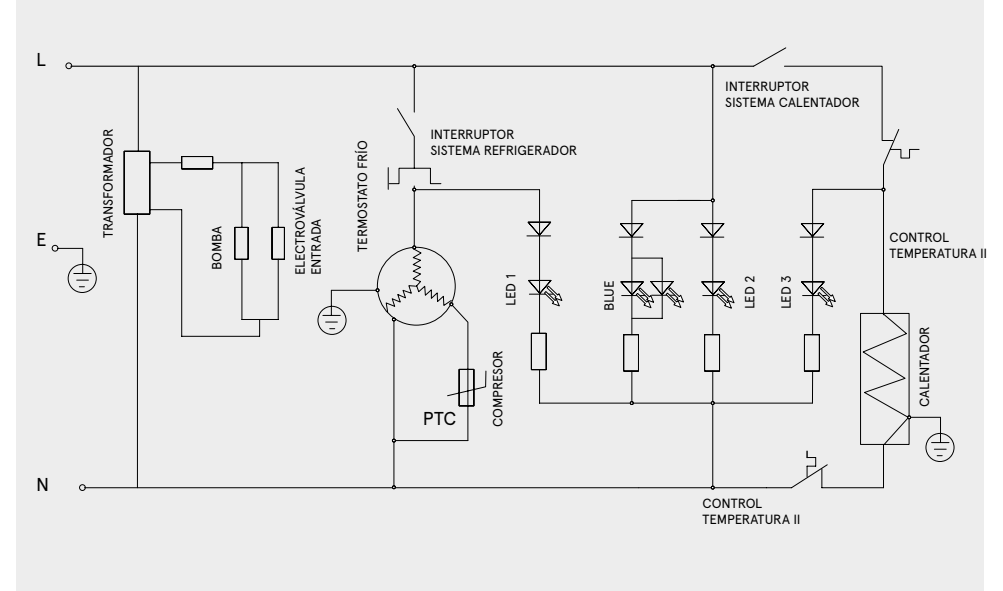 L
INTERRUPTOR
SISTEMA CALENTADOR
TRANSFORMADOR
INTERRUPTOR
SISTEMA REFRIGERADOR
TERMOSTATO FRÍO
E
BOMBA
ELECTROVÁLVULA
ENTRADA
CONTROL
TEMPERATURA II
LED 1
BLUE
LED 2
LED 3
CALENTADOR
COMPRESOR
PTC
N
CONTROL
TEMPERATURA II